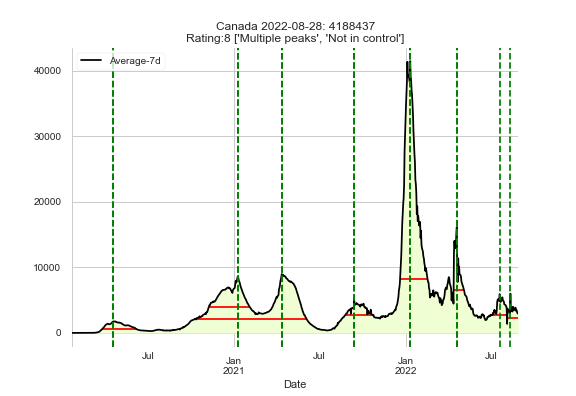 Canada 2022-08-28: 4188437
Rating:8 ['Multiple peaks', 'Not in control']
Average-7d
40000
30000
20000
10000
0
Jul
Jan
2021
Jul
Jan
2022
Jul
Date